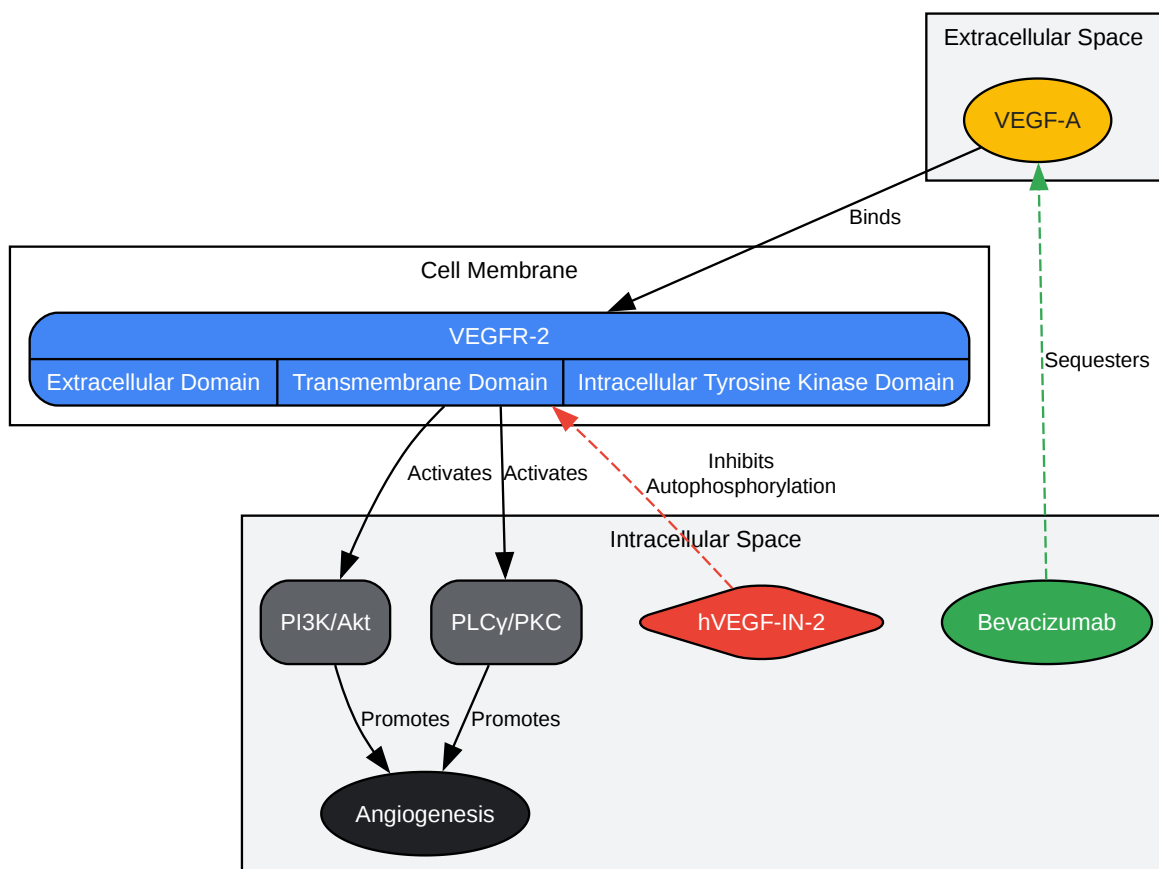 Extracellular Space
VEGF-A
Binds
Cell Membrane
VEGFR-2
Extracellular Domain
Transmembrane Domain
Intracellular Tyrosine Kinase Domain
Sequesters
Activates
Activates
Inhibits
Autophosphorylation
Intracellular Space
PI3K/Akt
PLCγ/PKC
hVEGF-IN-2
Bevacizumab
Promotes
Promotes
Angiogenesis